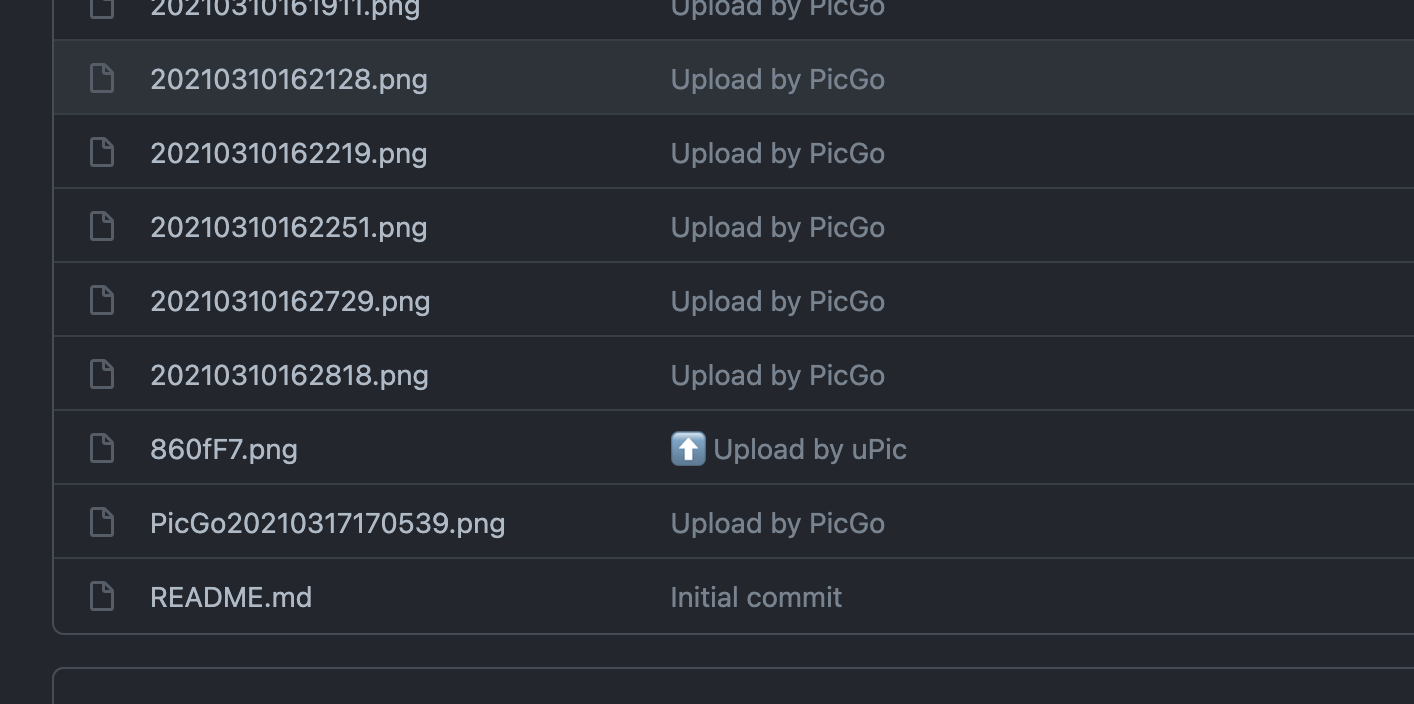 20210310161911.png Upload by PicGo
20210310162128.png Upload by PicGo
20210310162219.png Upload by PicGo
20210310162251.png Upload by PicGo
20210310162729.png Upload by PicGo
20210310162818.png Upload by PicGo
860fF7.png ⬆️ Upload by uPic
PicGo20210317170539.png Upload by PicGo
README.md Initial commit